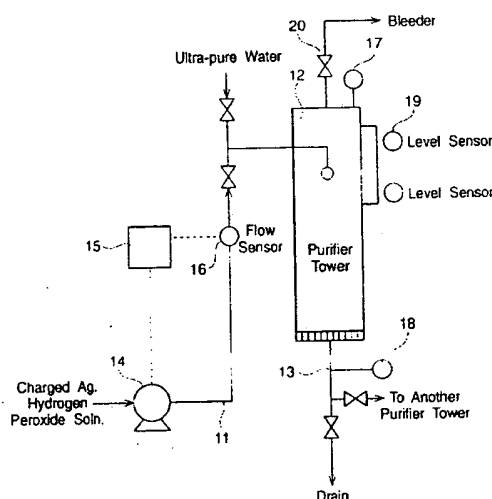 20
Bleeder
17
Ultra-pure Water
12
19
Level Sensor
Level Sensor
15
Flow
Sensor
16
Purifier
Tower
18
14
13
Charged Ag.
Hydrogen
Peroxide Soln.
To Another
Purifier Tower
11
Drain